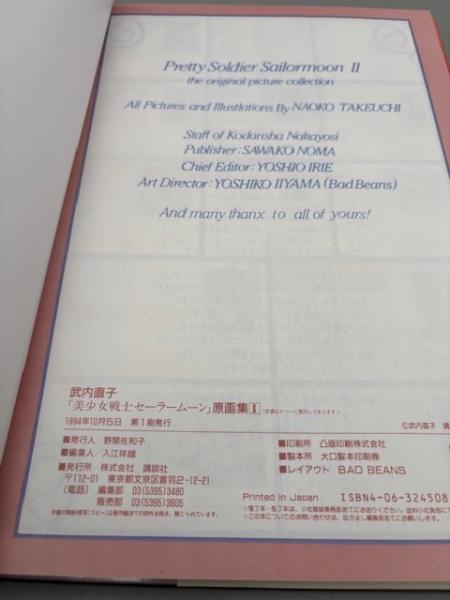 Pretty Soldier Sailormoon II
the original picture collection
All Pictures and Illustlations By NAOKO TAKEUCHI
Staff of Kodansha Nakayosi
Publisher:SAWAKO NOMA
Chief Editor:YOSHIO IRIE
Art Director:YOSHIKO IIYAMA(Bad Beans)
And many thanx to all of yours!
武内直子
「美少女戦士セーラームーン」原画集Ⅱ
1994年10月5日 第1刷発行
©武内直子
■発行人/野間佐和子
■編集人/入江祥雄
■発行所/株式会社 講談社
〒112-01 東京都文京区音羽2-12-21
(電話) 編集部 03(5395)3480
販売部 03(5395)3605
■印刷所 凸版印刷株式会社
■製本所 大口製本印刷株
■レイアウト BAD BEANS
Printed in Japan ISBN4-06-324508